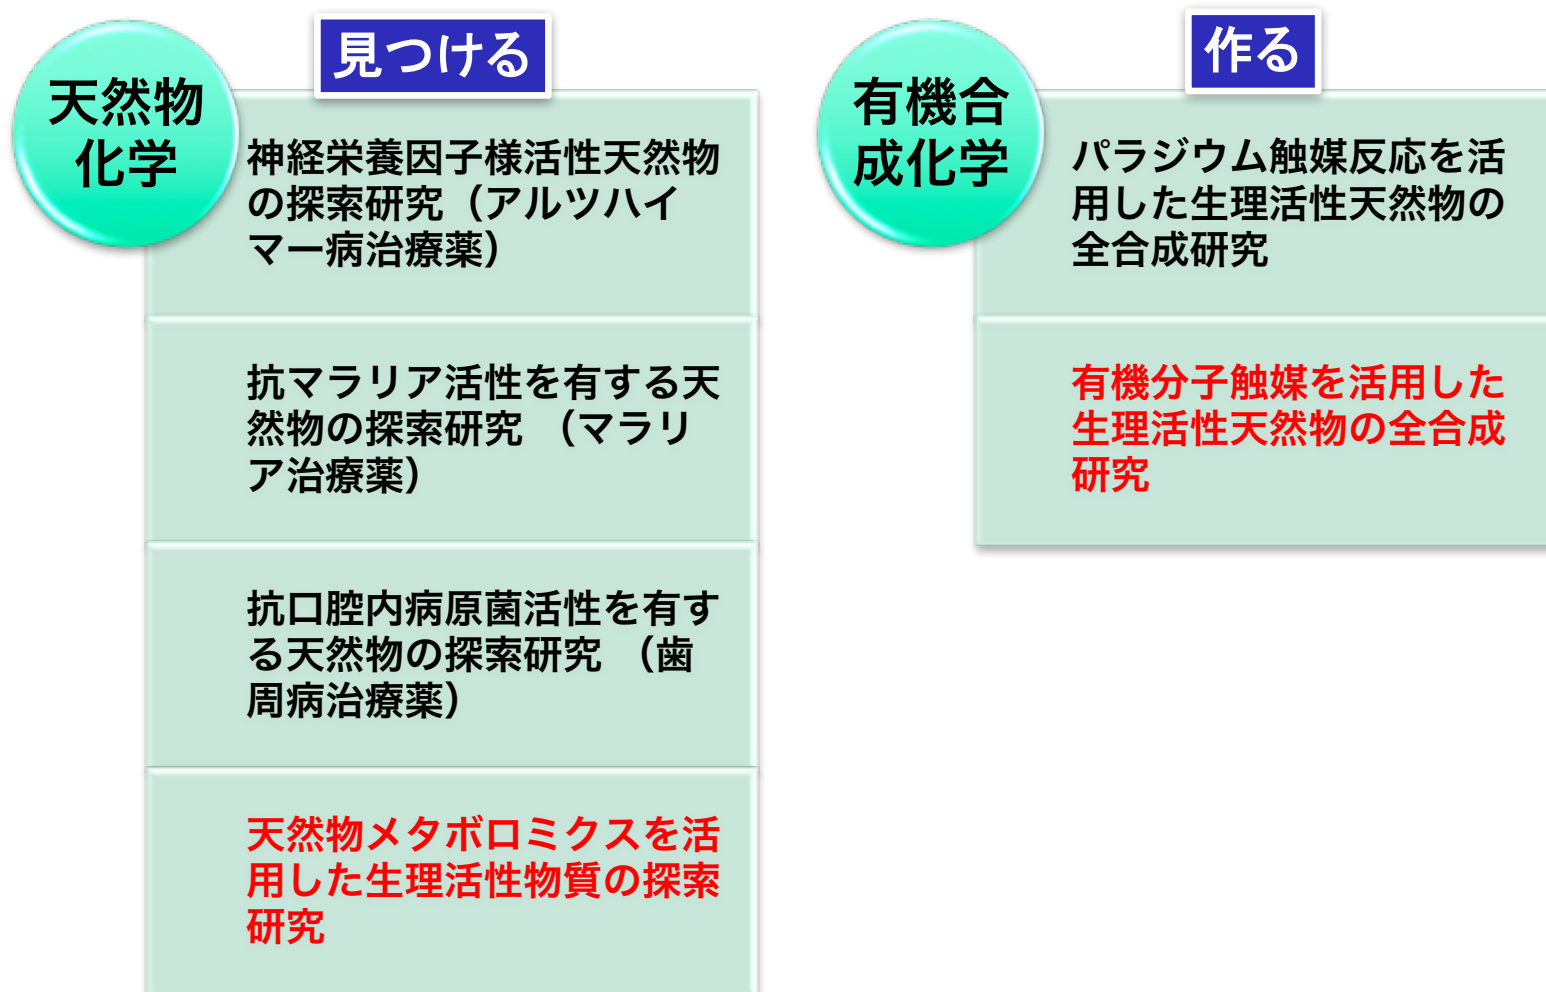 天然物
化学
見つける
神経栄養因子様活性天然物
の探索研究（アルツハイ
マー病治療薬）
抗マラリア活性を有する天
然物の探索研究 （マラリ
ア治療薬）
抗口腔内病原菌活性を有す
る天然物の探索研究 （歯
周病治療薬）
天然物メタボロミクスを活
用した生理活性物質の探索
研究
有機合
成化学
作る
パラジウム触媒反応を活
用した生理活性天然物の
全合成研究
有機分子触媒を活用した
生理活性天然物の全合成
研究